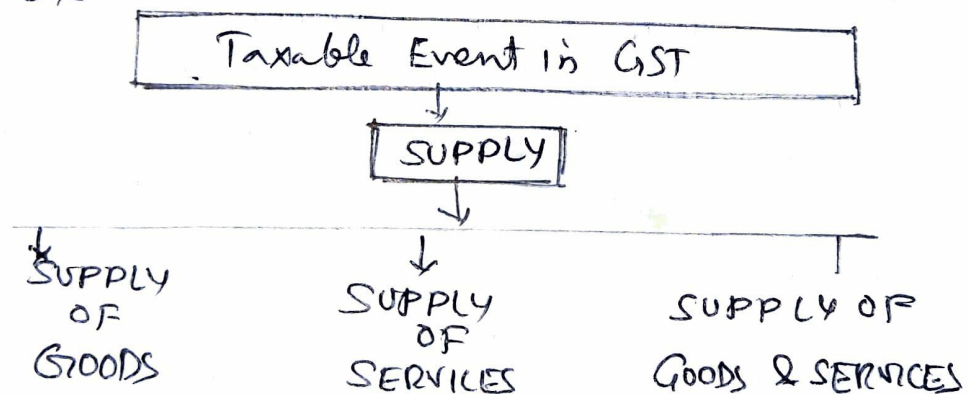 Taxable Event in GST
SUPPLY
SUPPLY
OF
GOODS
SUPPLY
OF
SERVICES
SUPPLY OF
GOODS & SERVICES